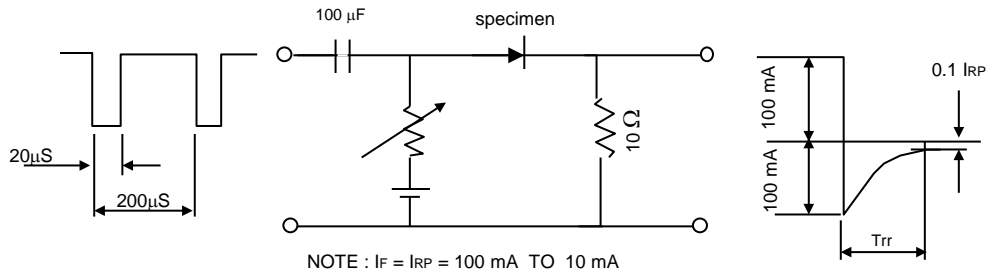 100 μF
specimen
20μS
200μS
10 Ω
100 mA
100 mA
0.1 IRP
Trr
NOTE : IF = IRP = 100 mA TO 10 mA